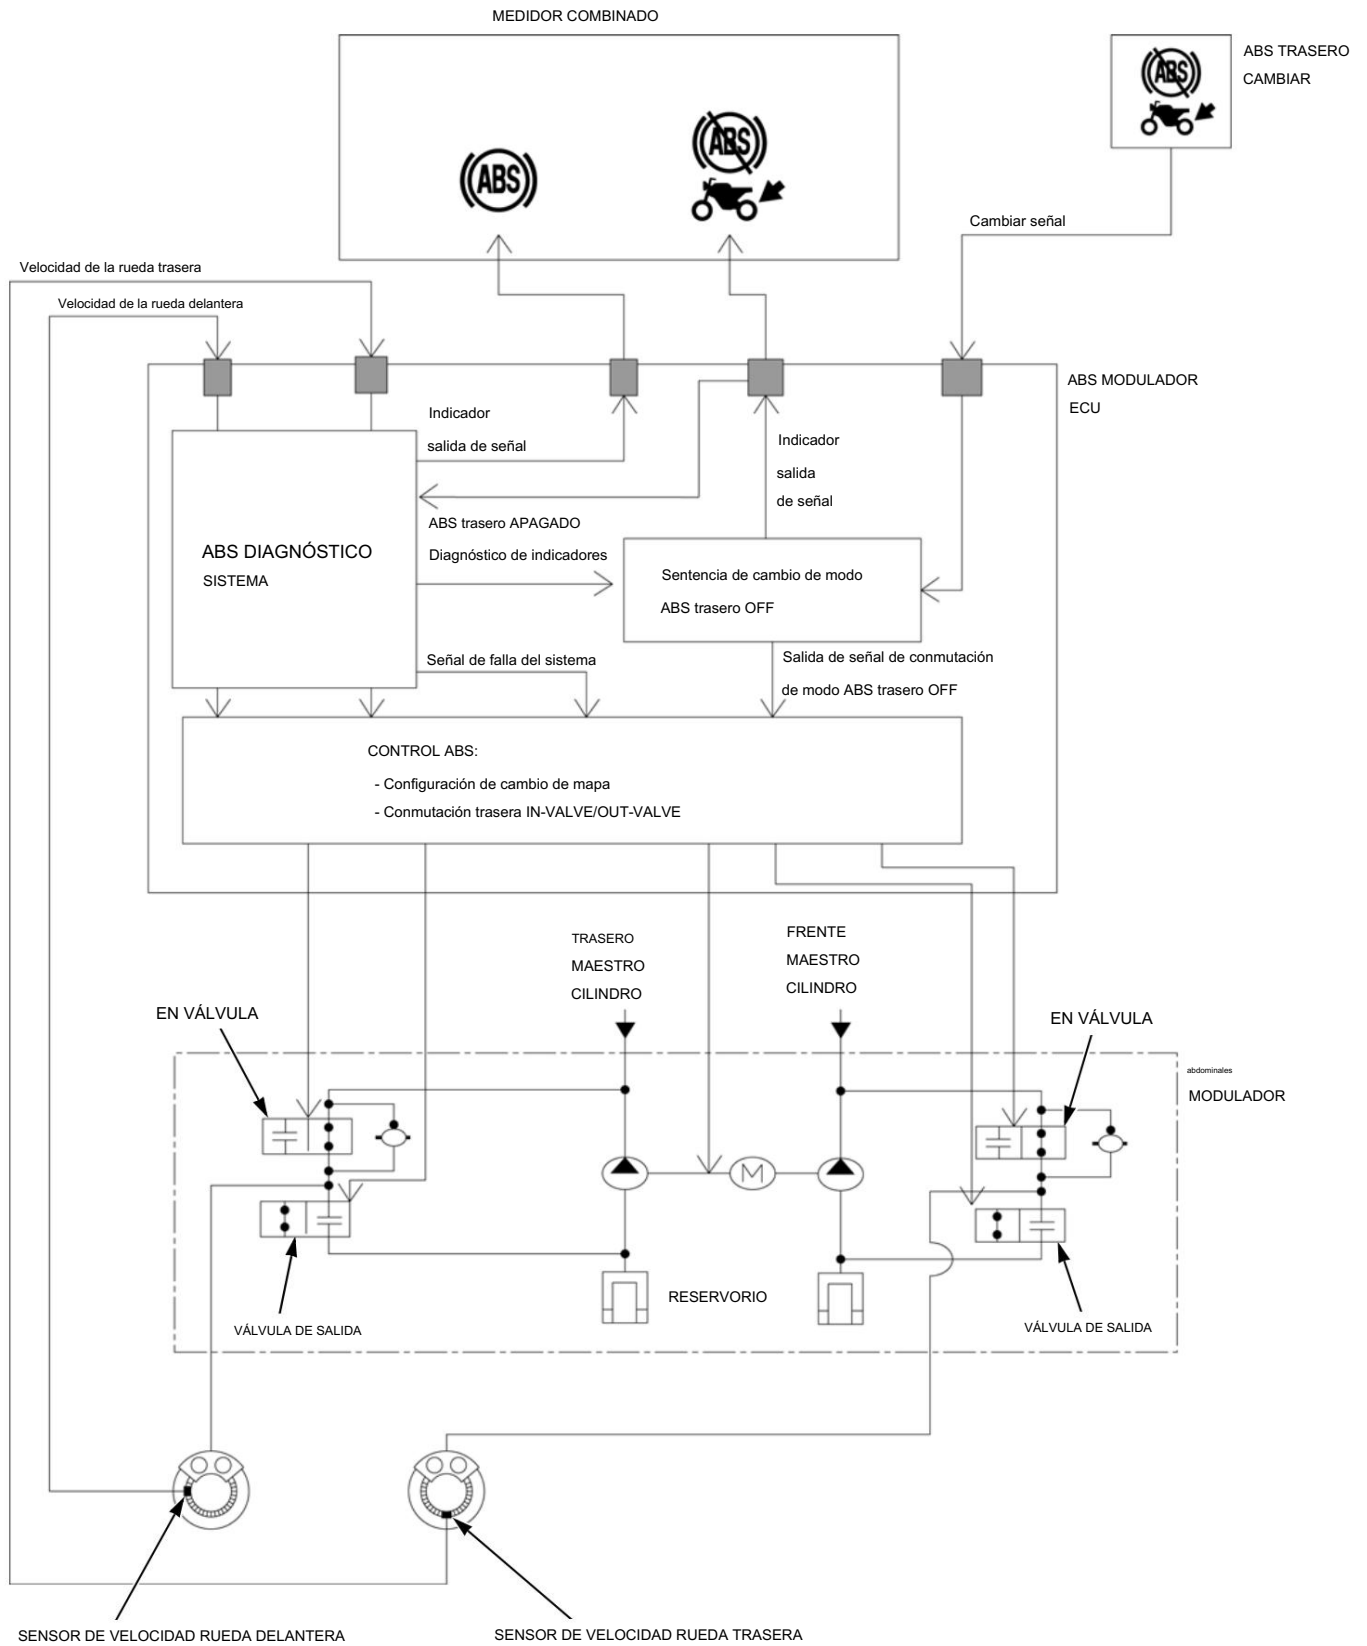 MEDIDOR COMBINADO
ABS TRASERO
CAMBIAR
ABS
ABS
ABS
Cambiar señal
Velocidad de la rueda trasera
Velocidad de la rueda delantera
ABS MODULADOR
ECU
Indicador
salida de señal
Indicador
salida
de señal
ABS trasero APAGADO
Diagnóstico de indicadores
ABS DIAGNÓSTICO
SISTEMA
Sentencia de cambio de modo
ABS trasero OFF
Señal de falla del sistema
Salida de señal de conmutación
de modo ABS trasero OFF
CONTROL ABS:
- Configuración de cambio de mapa
- Conmutación trasera IN-VALVE/OUT-VALVE
TRASERO
MAESTRO
CILINDRO
FRENTE
MAESTRO
CILINDRO
EN VÁLVULA
EN VÁLVULA
abdominales
MODULADOR
M
RESERVORIO
VÁLVULA DE SALIDA
VÁLVULA DE SALIDA
SENSOR DE VELOCIDAD RUEDA DELANTERA
SENSOR DE VELOCIDAD RUEDA TRASERA